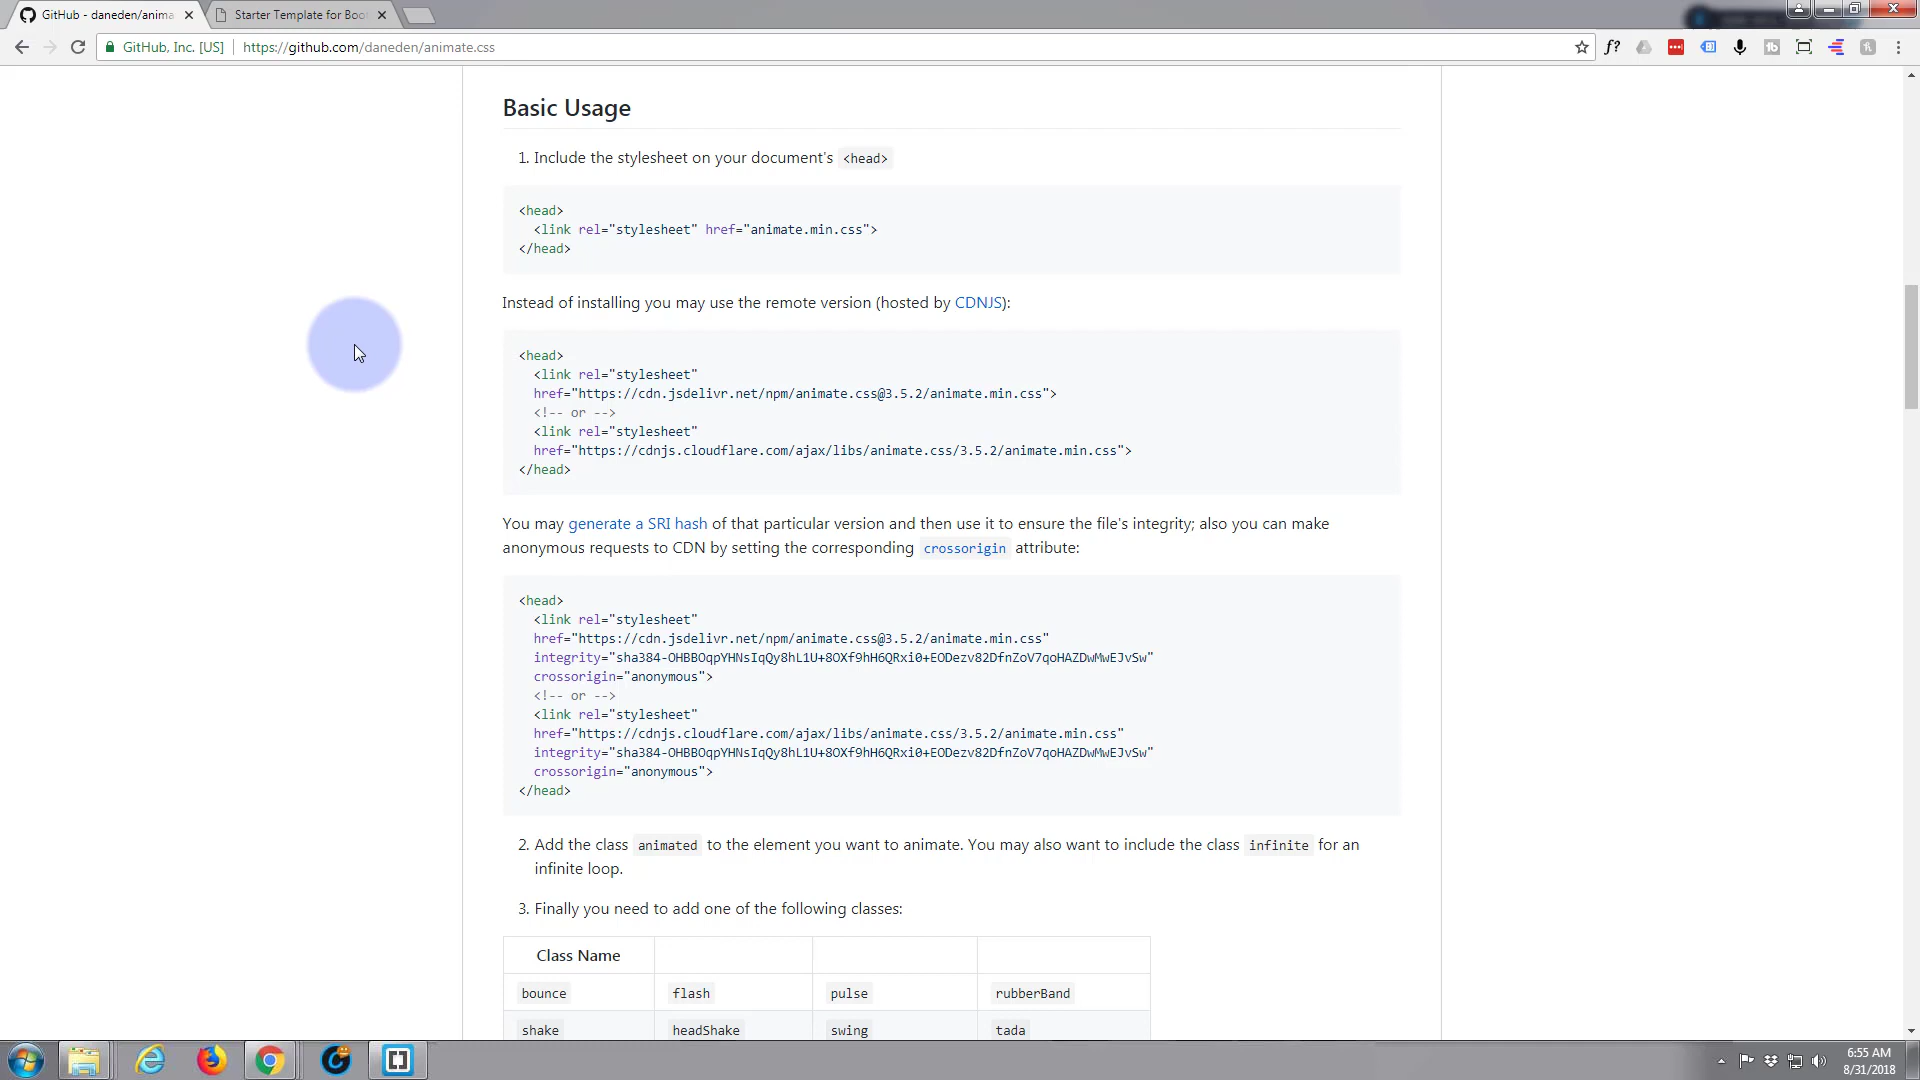 GitHub - daneden/anima
Starter Template for Boo
GitHub, Inc. [US]
https://github.com/daneden/animate.css
f?
Basic Usage
1. Include the stylesheet on your document's <head>
<head>
<link rel="stylesheet" href="animate.min.css">
</head>
Instead of installing you may use the remote version (hosted by CDNJS):
<head>
<link rel="stylesheet"
href="https://cdn.jsdelivr.net/npm/animate.css@3.5.2/animate.min.css">
<!-- or -->
<link rel="stylesheet"
href="https://cdnjs.cloudflare.com/ajax/libs/animate.css/3.5.2/animate.min.css">
</head>
You may generate a SRI hash of that particular version and then use it to ensure the file's integrity; also you can make
anonymous requests to CDN by setting the corresponding crossorigin attribute:
<head>
<link rel="stylesheet"
href="https://cdn.jsdelivr.net/npm/animate.css@3.5.2/animate.min.css"
integrity="sha384-OHBBOqpYHNsIqQy8hL1U+8OXf9hH6QRxi0+EODezv82DfnZoV7qoHAZDwMwEJvSw"
crossorigin="anonymous">
<!-- or -->
<link rel="stylesheet"
href="https://cdnjs.cloudflare.com/ajax/libs/animate.css/3.5.2/animate.min.css"
integrity="sha384-OHBBOqpYHNsIqQy8hL1U+8OXf9hH6QRxi0+EODezv82DfnZoV7qoHAZDwMwEJvSw"
crossorigin="anonymous">
</head>
2. Add the class animated to the element you want to animate. You may also want to include the class infinite for an
infinite loop.
3. Finally you need to add one of the following classes:
Class Name
bounce flash pulse rubberBand
shake headShake swing tada
6:55 AM
8/31/2018